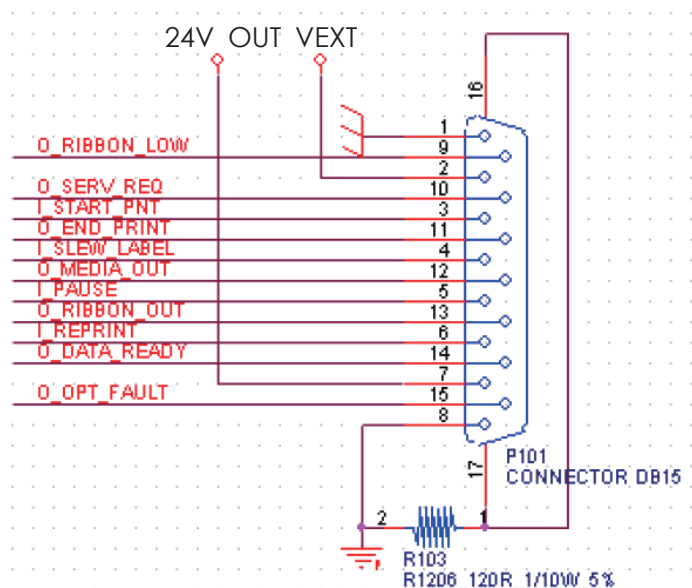 24V OUT VEXT
16
1
O_RIBBON_LOW
9
2
O_SERV_REQ
10
I_START_PNT
3
O_END_PRINT
11
I_SLEW_LABEL
4
O_MEDIA_OUT
12
I_PAUSE
5
O_RIBBON_OUT
13
I_REPRINT
6
O_DATA_READY
14
7
O_OPT_FAULT
15
8
17
P101
CONNECTOR DB15
2
1
R103
R1206 120R 1/10W 5%